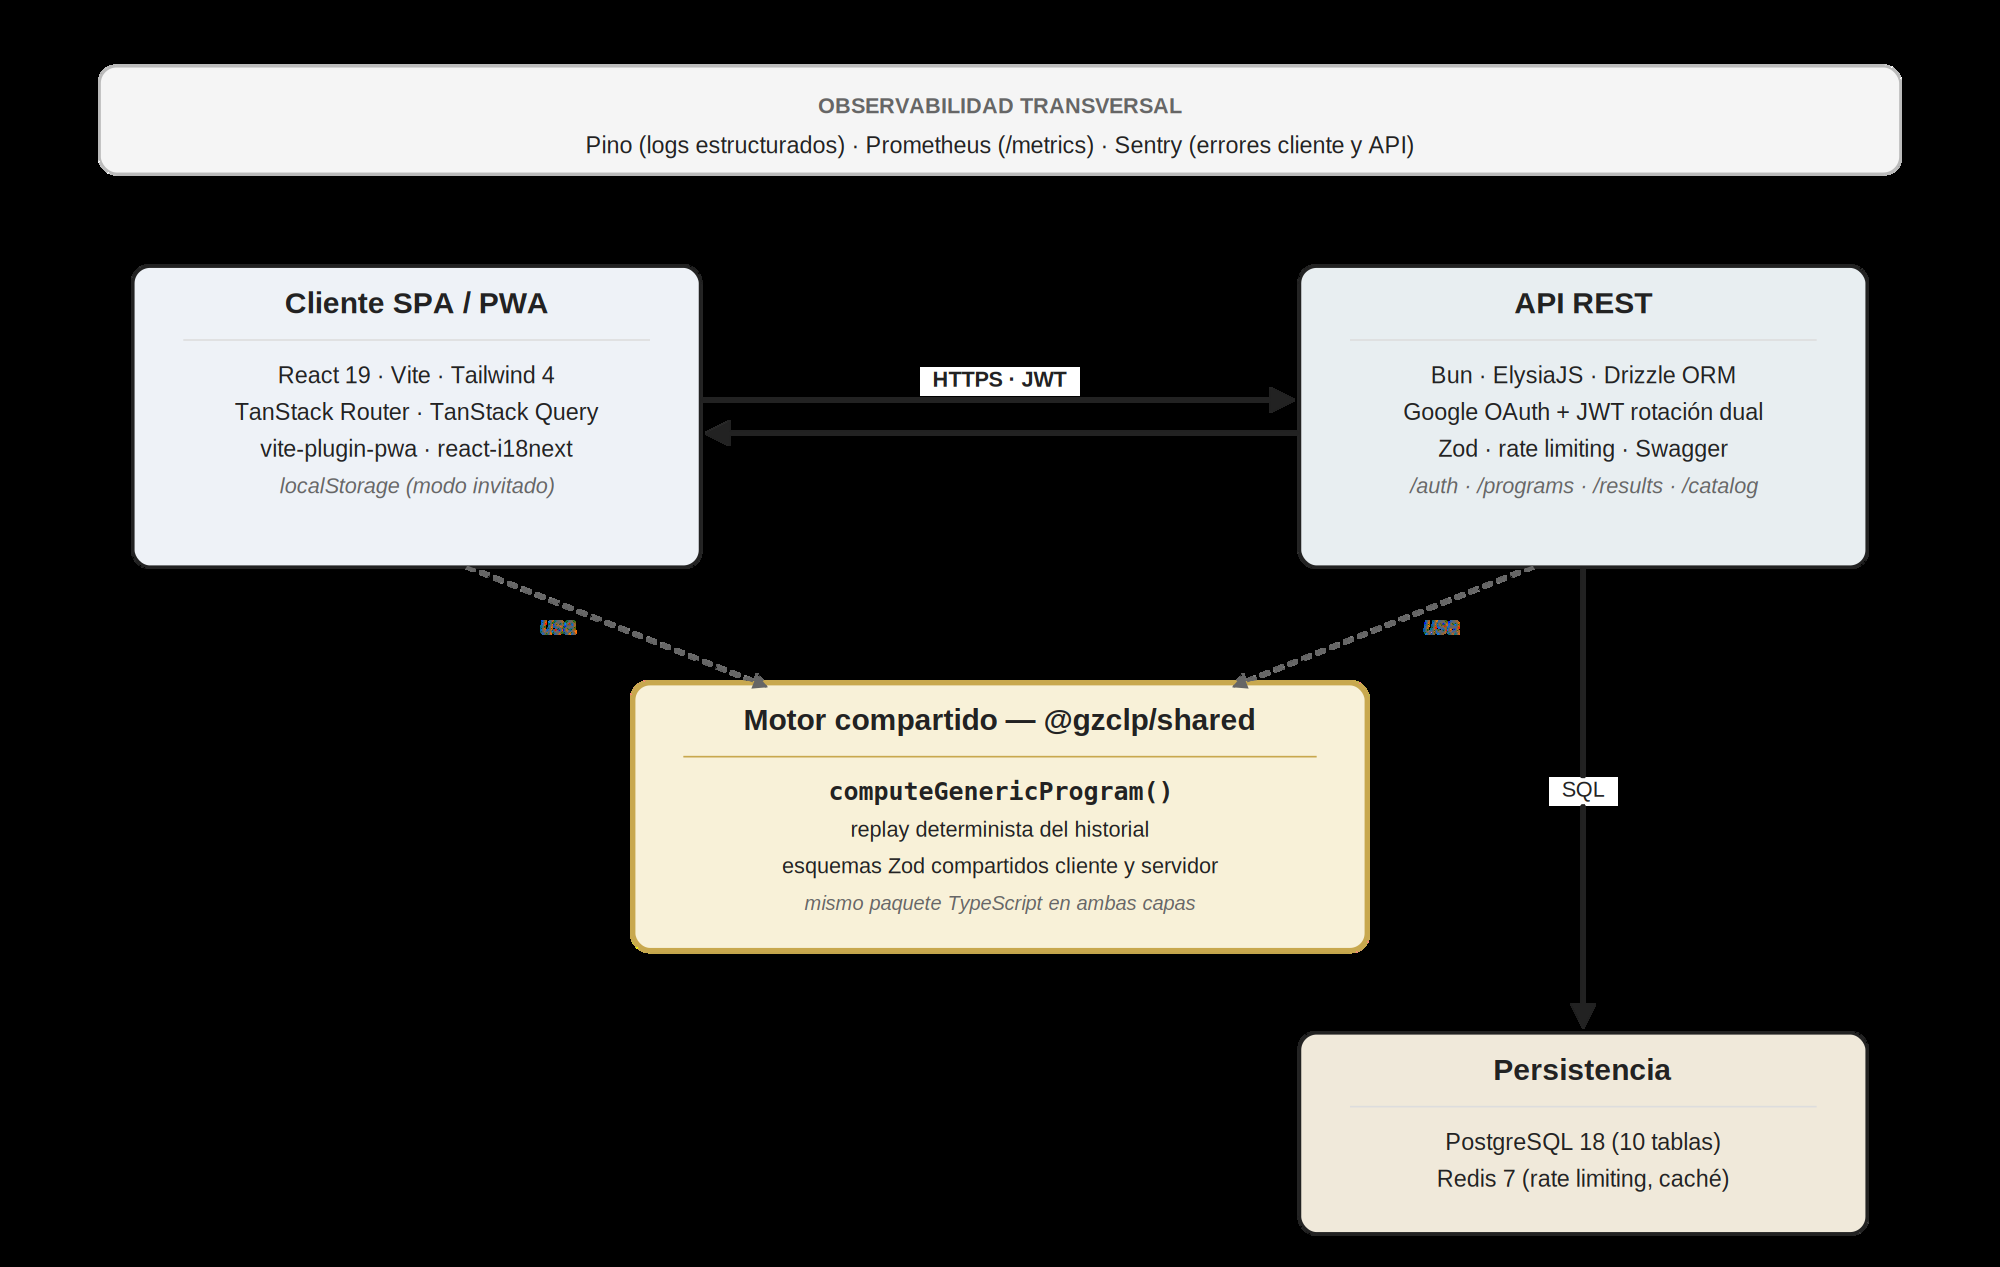 OBSERVABILIDAD TRANSVERSAL
Pino (logs estructurados) · Prometheus (/metrics) · Sentry (errores cliente y API)
Cliente SPA / PWA
React 19 · Vite · Tailwind 4
TanStack Router · TanStack Query
vite-plugin-pwa · react-i18next
localStorage (modo invitado)
HTTPS · JWT
API REST
Bun · ElysiaJS · Drizzle ORM
Google OAuth + JWT rotación dual
Zod · rate limiting · Swagger
/auth · /programs · /results · /catalog
usa
usa
Motor compartido — @gzclp/shared
computeGenericProgram()
replay determinista del historial
esquemas Zod compartidos cliente y servidor
mismo paquete TypeScript en ambas capas
SQL
Persistencia
PostgreSQL 18 (10 tablas)
Redis 7 (rate limiting, caché)